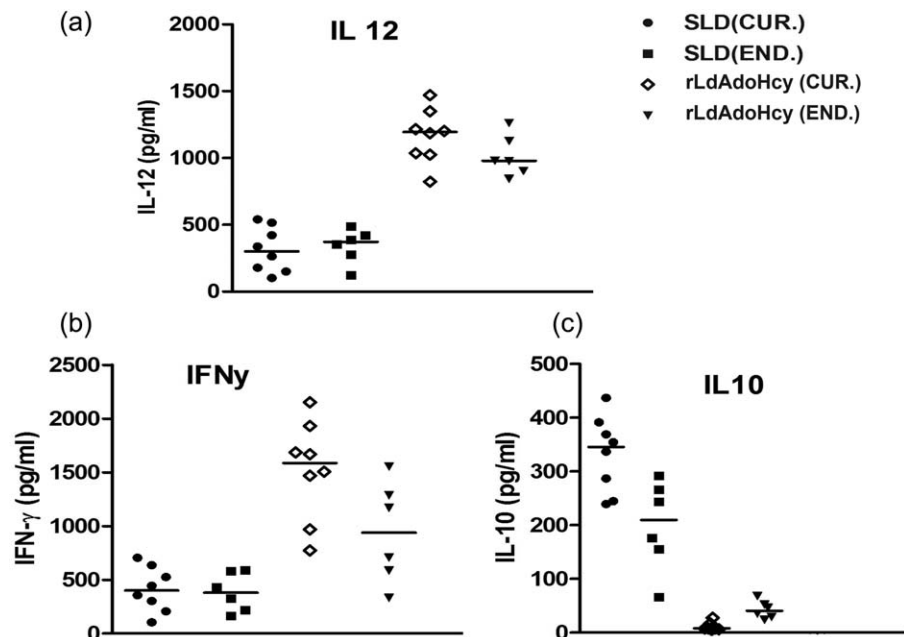 (a)
IL 12
2000
1500
1000
500
0
IL-12 (pg/ml)
SLD(CUR.)
SLD(END.)
rLdAdoHcy (CUR.)
rLdAdoHcy (END.)
(b)
IFNy
2500
2000
1500
1000
500
0
IFN-γ (pg/ml)
(c)
IL10
500
400
300
200
100
0
IL-10 (pg/ml)